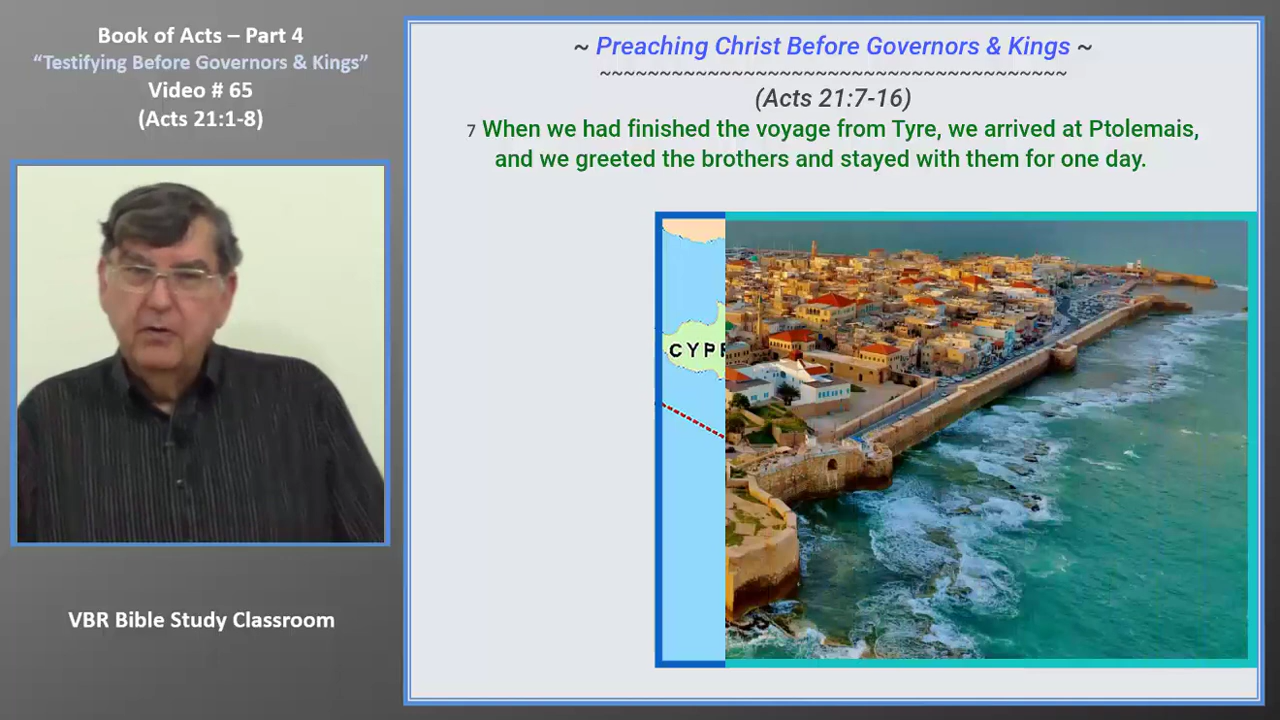 Book of Acts – Part 4
“Testifying Before Governors & Kings”
Video # 65
(Acts 21:1-8)
VBR Bible Study Classroom
~ Preaching Christ Before Governors & Kings ~
~~~~~~~~~~~~~~~~~~~~~~~~~~~~~~~~~~~~~~~
(Acts 21:7-16)
7 When we had finished the voyage from Tyre, we arrived at Ptolemais,
and we greeted the brothers and stayed with them for one day.
CYP